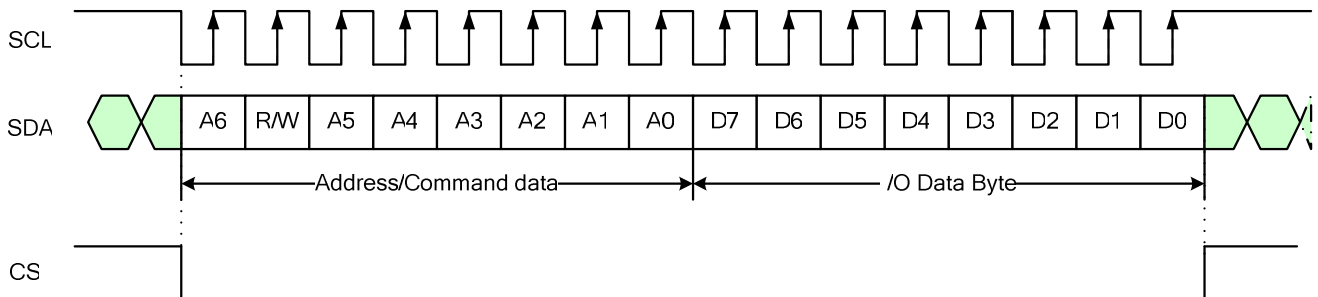 SCL
SDA A6 R/W A5 A4 A3 A2 A1 A0 D7 D6 D5 D4 D3 D2 D1 D0
Address/Command data /O Data Byte
CS